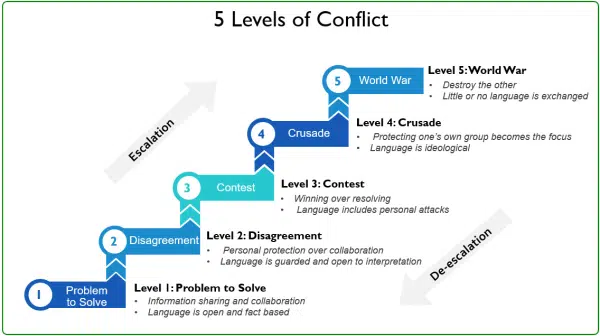 5 Levels of Conflict
Escalation
5
World War
Level 5: World War
• Destroy the other
• Little or no language is exchanged
4
Crusade
Level 4: Crusade
• Protecting one's own group becomes the focus
• Language is ideological
3
Contest
Level 3: Contest
• Winning over resolving
• Language includes personal attacks
2
Disagreement
Level 2: Disagreement
• Personal protection over collaboration
• Language is guarded and open to interpretation
1
Problem
to Solve
Level 1: Problem to Solve
• Information sharing and collaboration
• Language is open and fact based
De-escalation